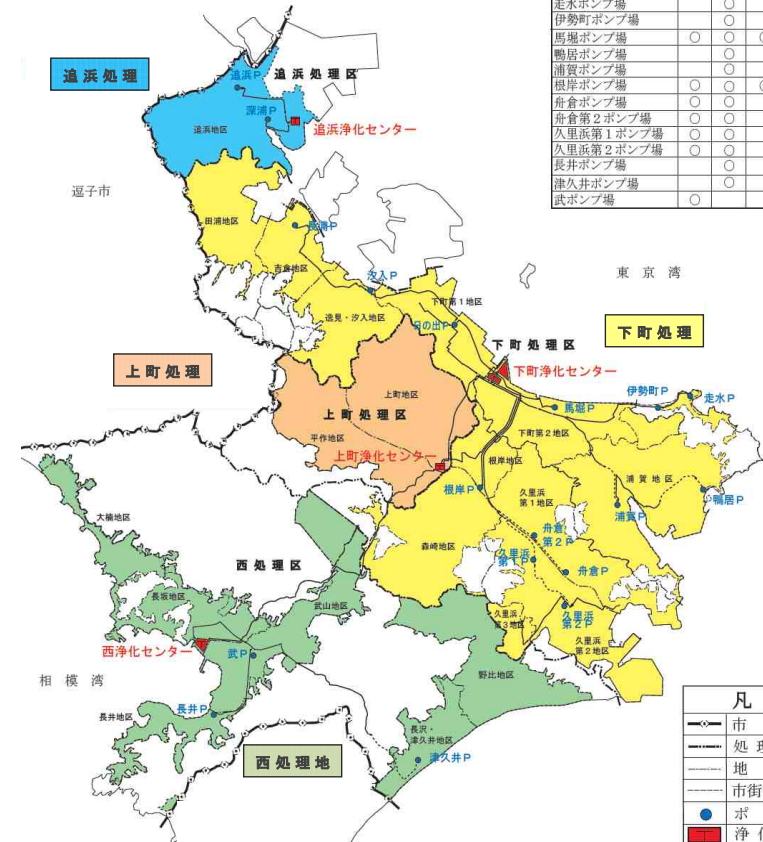 走水ポンプ場 ○
伊勢町ポンプ場 ○
馬堀ポンプ場 ○ ○
鴨居ポンプ場 ○
浦賀ポンプ場 ○
根岸ポンプ場 ○ ○
舟倉ポンプ場 ○ ○
舟倉第2ポンプ場 ○ ○
久里浜第1ポンプ場 ○ ○
久里浜第2ポンプ場 ○ ○
長井ポンプ場 ○
津久井ポンプ場 ○
武ポンプ場 ○
追浜処理
追浜P
追浜処理区
深浦P
追浜地区
追浜浄化センター
逗子市
田浦地区
長浦P
吉倉地区
汐入P
東京湾
下町第1地区
逸見・汐入地区
日の出P
下町処理
下町処理区
下町浄化センター
上町処理
上町地区
伊勢町P
走水P
馬堀P
上町処理区
平作地区
下町第2地区
上町浄化センター
根岸地区
根岸P
浦賀地区
鴨居P
久里浜
第1地区
浦賀P
大楠地区
舟倉
第2P
森崎地区
久里浜
第1P
西処理区
舟倉P
長坂地区
武山地区
久里浜
第2P
久里浜
第3地区
久里浜
第2地区
西浄化センター
武P
野比地区
相模湾
長井P
長井地区
長沢・
津久井地区
津久井P
西処理地
凡
市
処理
地
市街
ポ
浄化